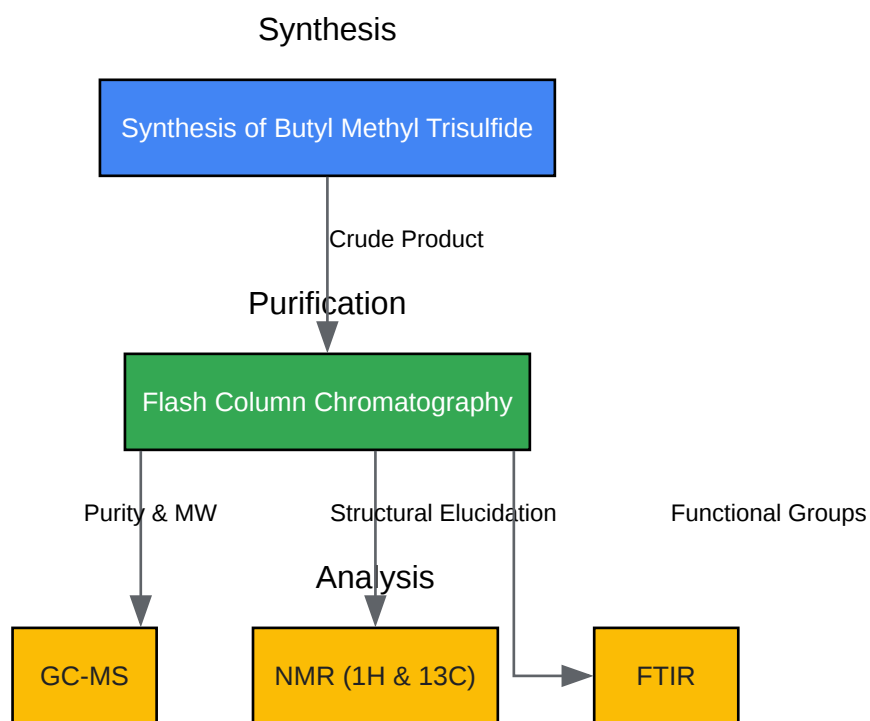 Synthesis
Synthesis of Butyl Methyl Trisulfide
Crude Product
Purification
Flash Column Chromatography
Purity & MW
Structural Elucidation
Functional Groups
Analysis
GC-MS
NMR (1H & 13C)
FTIR